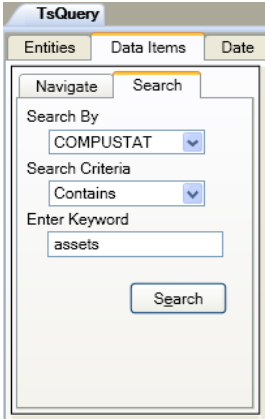 TsQuery
Entities Data Items Date
Navigate Search
Search By
COMPUSTAT
Search Criteria
Contains
Enter Keyword
assets
Search